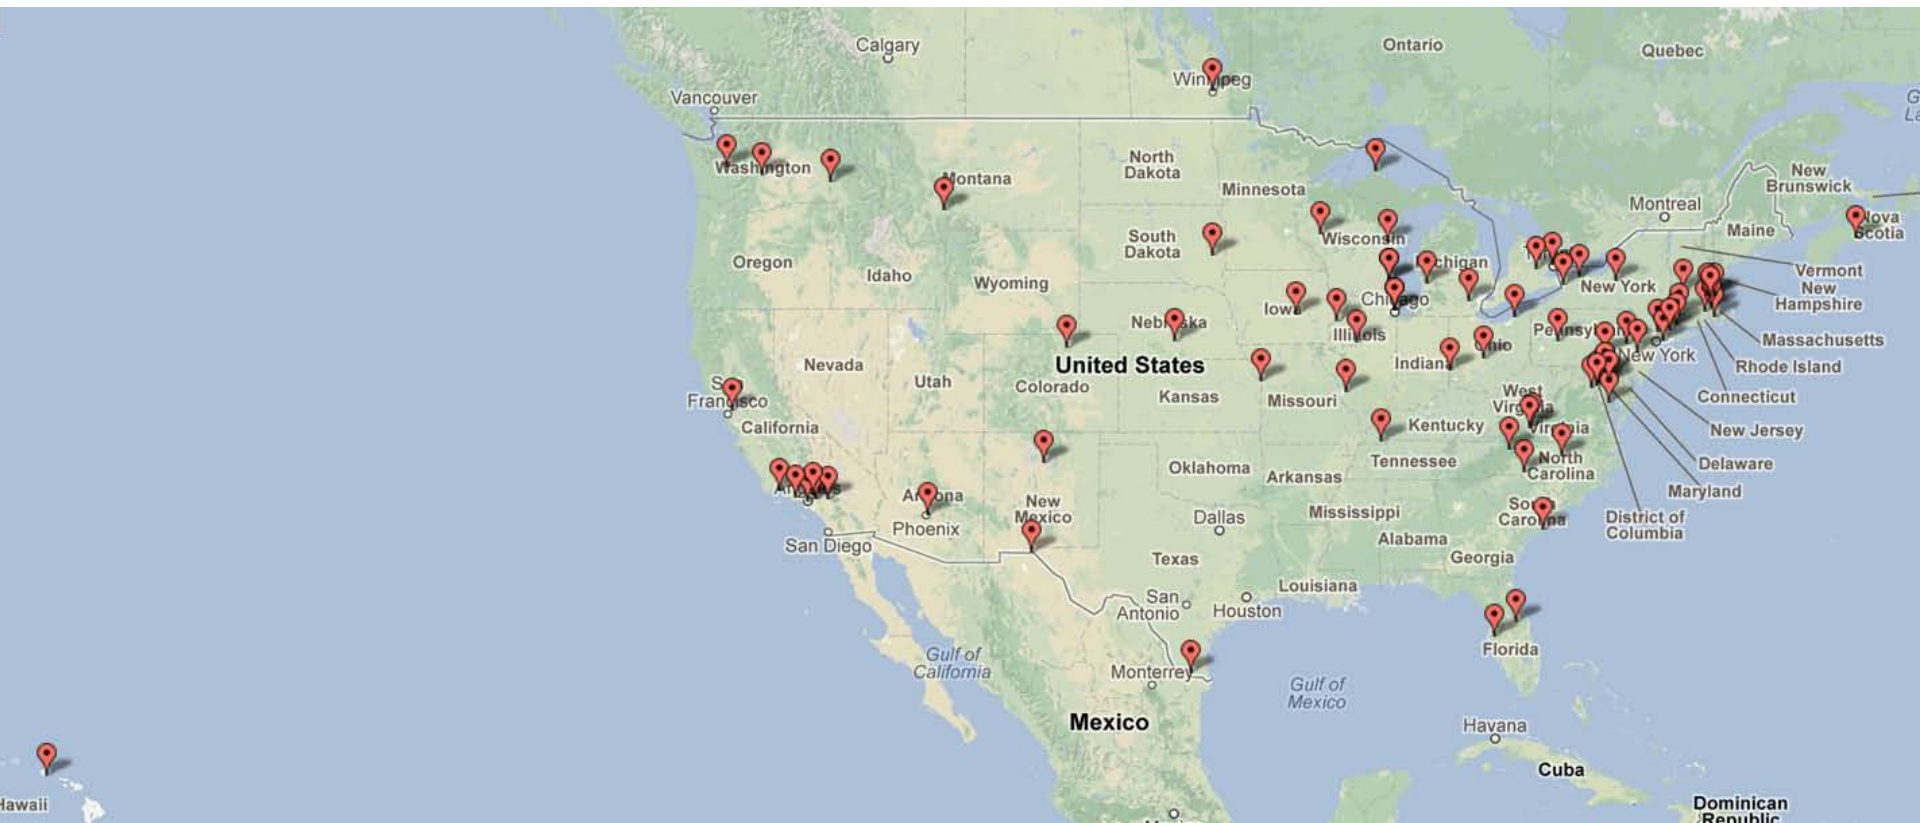 Calgary
Ontario
Quebec
Winnipeg
Vancouver
Washington
Montana
North
Dakota
Minnesota
New
Brunswick
Montreal
Nova
Scotia
Maine
Wisconsin
South
Dakota
Oregon
Idaho
Wyoming
Michigan
Vermont
New
Hampshire
New York
Iowa
Chicago
Nebraska
Illinois
Ohio
Massachusetts
Nevada
United States
Indiana
New York
Rhode Island
Utah
Colorado
Kansas
Missouri
West
Virginia
Connecticut
San
Francisco
California
Kentucky
Virginia
New Jersey
Oklahoma
Arkansas
Tennessee
North
Carolina
Delaware
Maryland
Arizona
New
Mexico
Phoenix
Dallas
Mississippi
South
Carolina
District of
Columbia
San Diego
Alabama
Texas
Georgia
Louisiana
San
Antonio
Houston
Florida
Gulf of
California
Monterrey
Gulf of
Mexico
Mexico
Havana
Cuba
Hawaii
Dominican
Republic